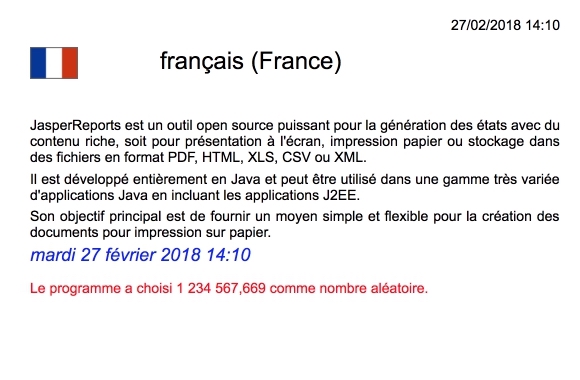 27/02/2018 14:10
français (France)
JasperReports est un outil open source puissant pour la génération des états avec du
contenu riche, soit pour présentation à l'écran, impression papier ou stockage dans
des fichiers en format PDF, HTML, XLS, CSV ou XML.
Il est développé entièrement en Java et peut être utilisé dans une gamme très variée
d'applications Java en incluant les applications J2EE.
Son objectif principal est de fournir un moyen simple et flexible pour la création des
documents pour impression sur papier.
mardi 27 février 2018 14:10
Le programme a choisi 1 234 567,669 comme nombre aléatoire.